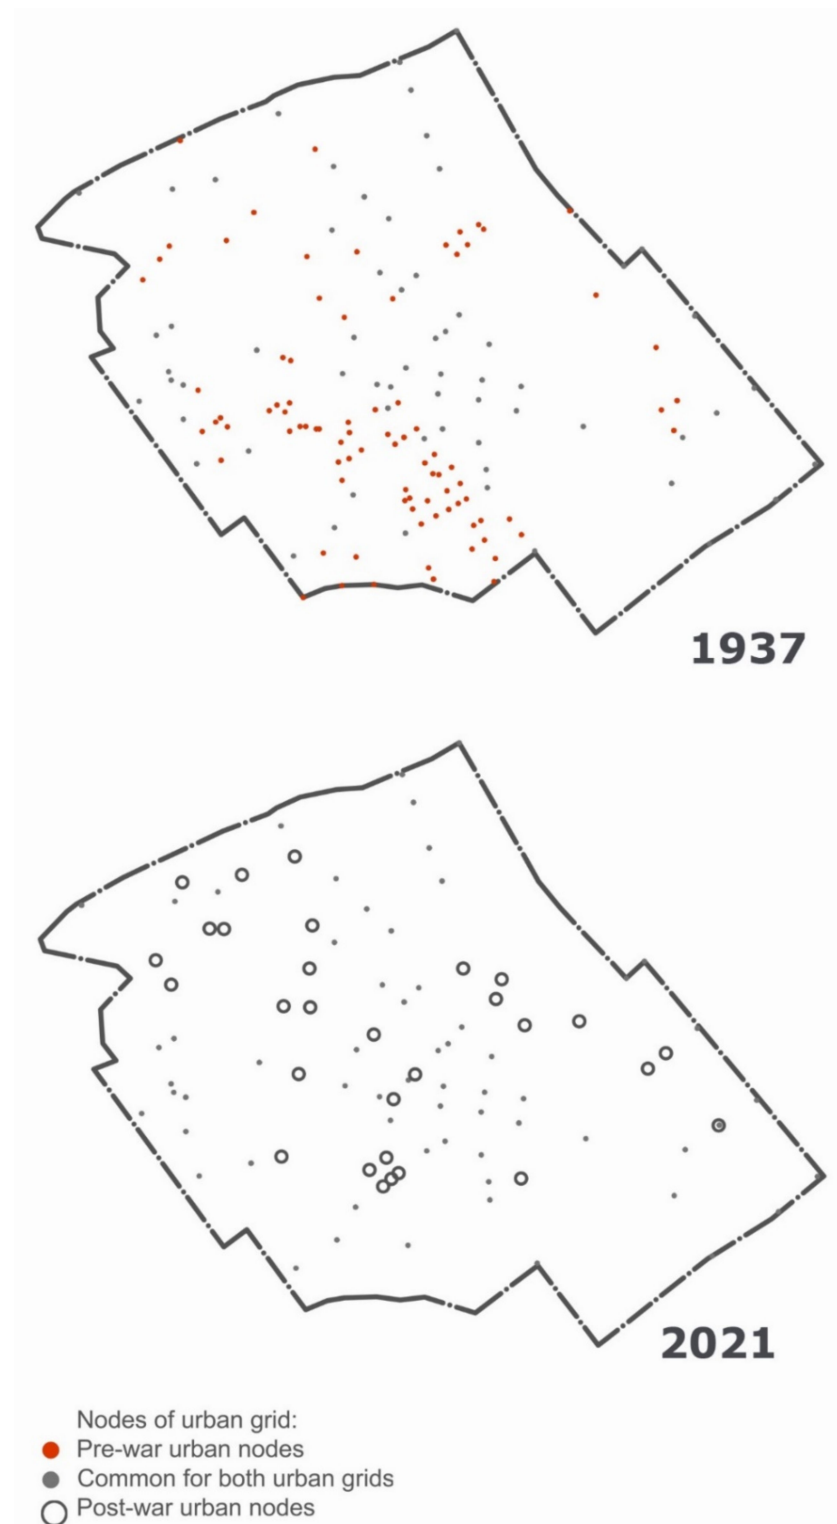 1937
2021
Nodes of urban grid:
Pre-war urban nodes
Common for both urban grids
Post-war urban nodes